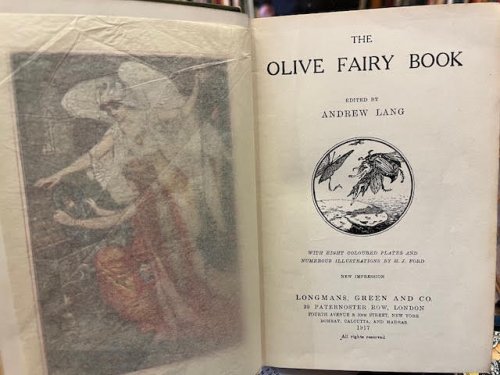 THE
OLIVE FAIRY BOOK
EDITED BY
ANDREW LANG
WITH EIGHT COLOURED PLATES AND
NUMEROUS ILLUSTRATIONS BY H. J. FORD
NEW IMPRESSION
LONGMANS, GREEN AND CO.
39 PATERNOSTER ROW, LONDON
FOURTH AVENUE & 30TH STREET, NEW YORK
BOMBAY, CALCUTTA, AND MADRAS
1917
All rights reserved